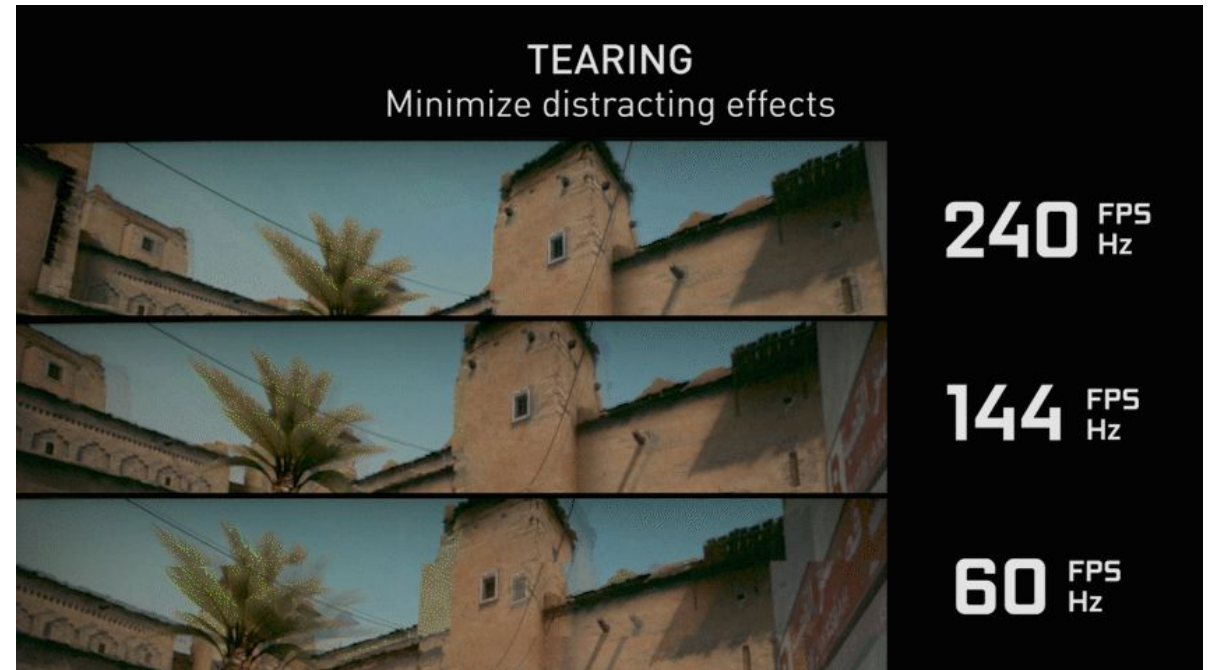 TEARING
Minimize distracting effects
240 FPS Hz
144 FPS Hz
60 FPS Hz